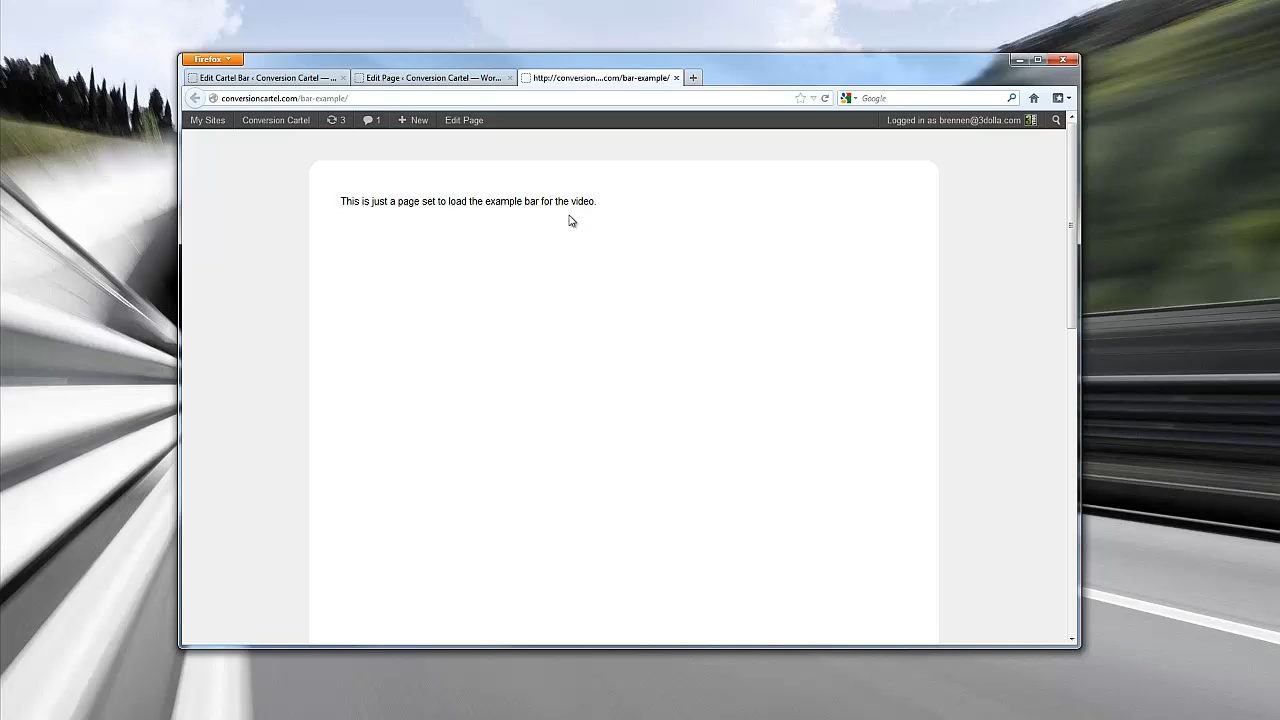 Firefox
Edit Cartel Bar ‹ Conversion Cartel — ...
Edit Page ‹ Conversion Cartel — Wor...
http://conversion....com/bar-example/
conversioncartel.com/bar-example/
Google
My Sites
Conversion Cartel
3
1
+ New
Edit Page
Logged in as brennen@3dolla.com
This is just a page set to load the example bar for the video.